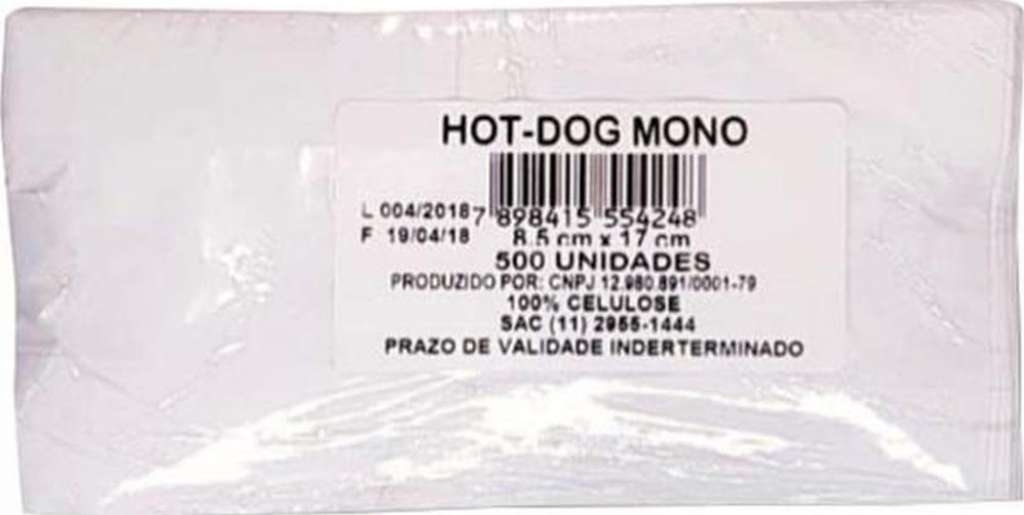 HOT-DOG MONO
L 004/2018 7 898415 554248
F 19/04/18 8.5 cm x 17 cm
500 UNIDADES
PRODUZIDO POR: CNPJ 12.980.891/0001-79
100% CELULOSE
SAC (11) 2955-1444
PRAZO DE VALIDADE INDERTERMINADO